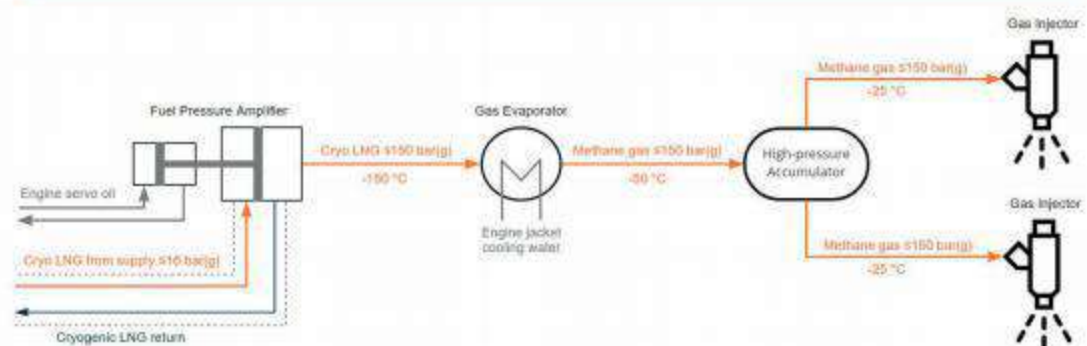 Gas Injector
Methane gas ≤150 bar(g)
-25 °C
Fuel Pressure Amplifier
Gas Evaporator
Cryo LNG ≤150 bar(g)
-150 °C
Methane gas ≤150 bar(g)
-50 °C
High-pressure
Accumulator
Engine servo oil
Engine jacket
cooling water
Gas Injector
Methane gas ≤150 bar(g)
-25 °C
Cryo LNG from supply ≤16 bar(g)
Cryogenic LNG return